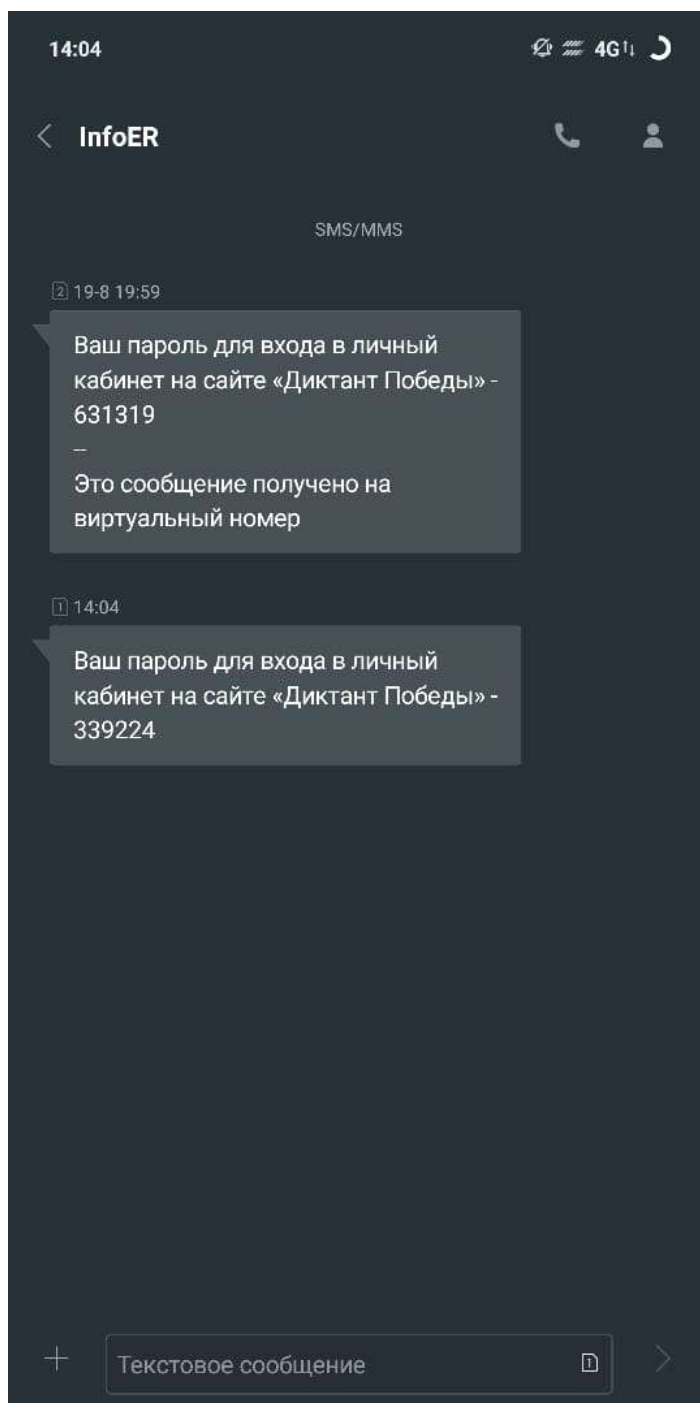 14:04
4G
InfoER
SMS/MMS
2 19-8 19:59
Ваш пароль для входа в личный
кабинет на сайте «Диктант Победы» -
631319
--
Это сообщение получено на
виртуальный номер
1 14:04
Ваш пароль для входа в личный
кабинет на сайте «Диктант Победы» -
339224
Текстовое сообщение
1